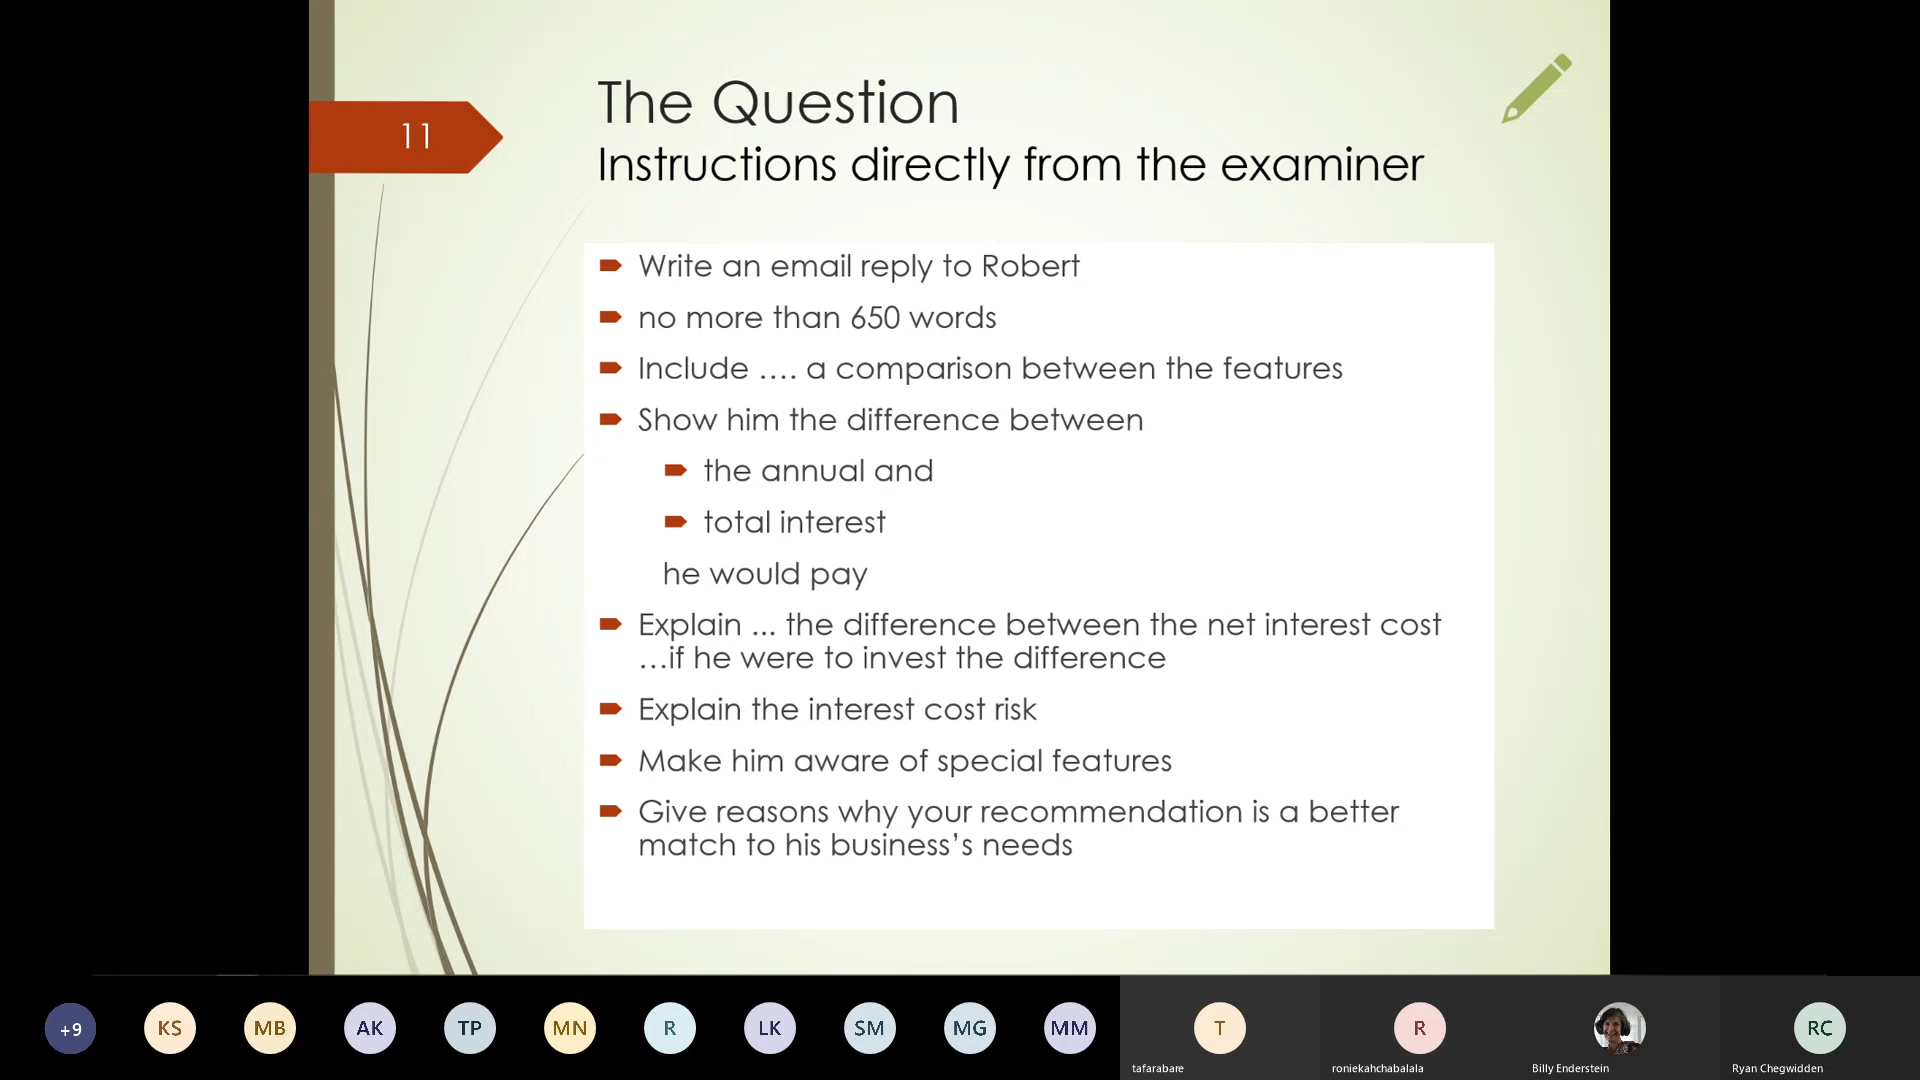 11
The Question
Instructions directly from the examiner
Write an email reply to Robert
no more than 650 words
Include .... a comparison between the features
Show him the difference between
the annual and
total interest
he would pay
Explain ... the difference between the net interest cost
...if he were to invest the difference
Explain the interest cost risk
Make him aware of special features
Give reasons why your recommendation is a better
match to his business’s needs
+9
KS
MB
AK
TP
MN
R
LK
SM
MG
MM
T
R
RC
tafarabare
roniekahchabalala
Billy Enderstein
Ryan Chegwidden